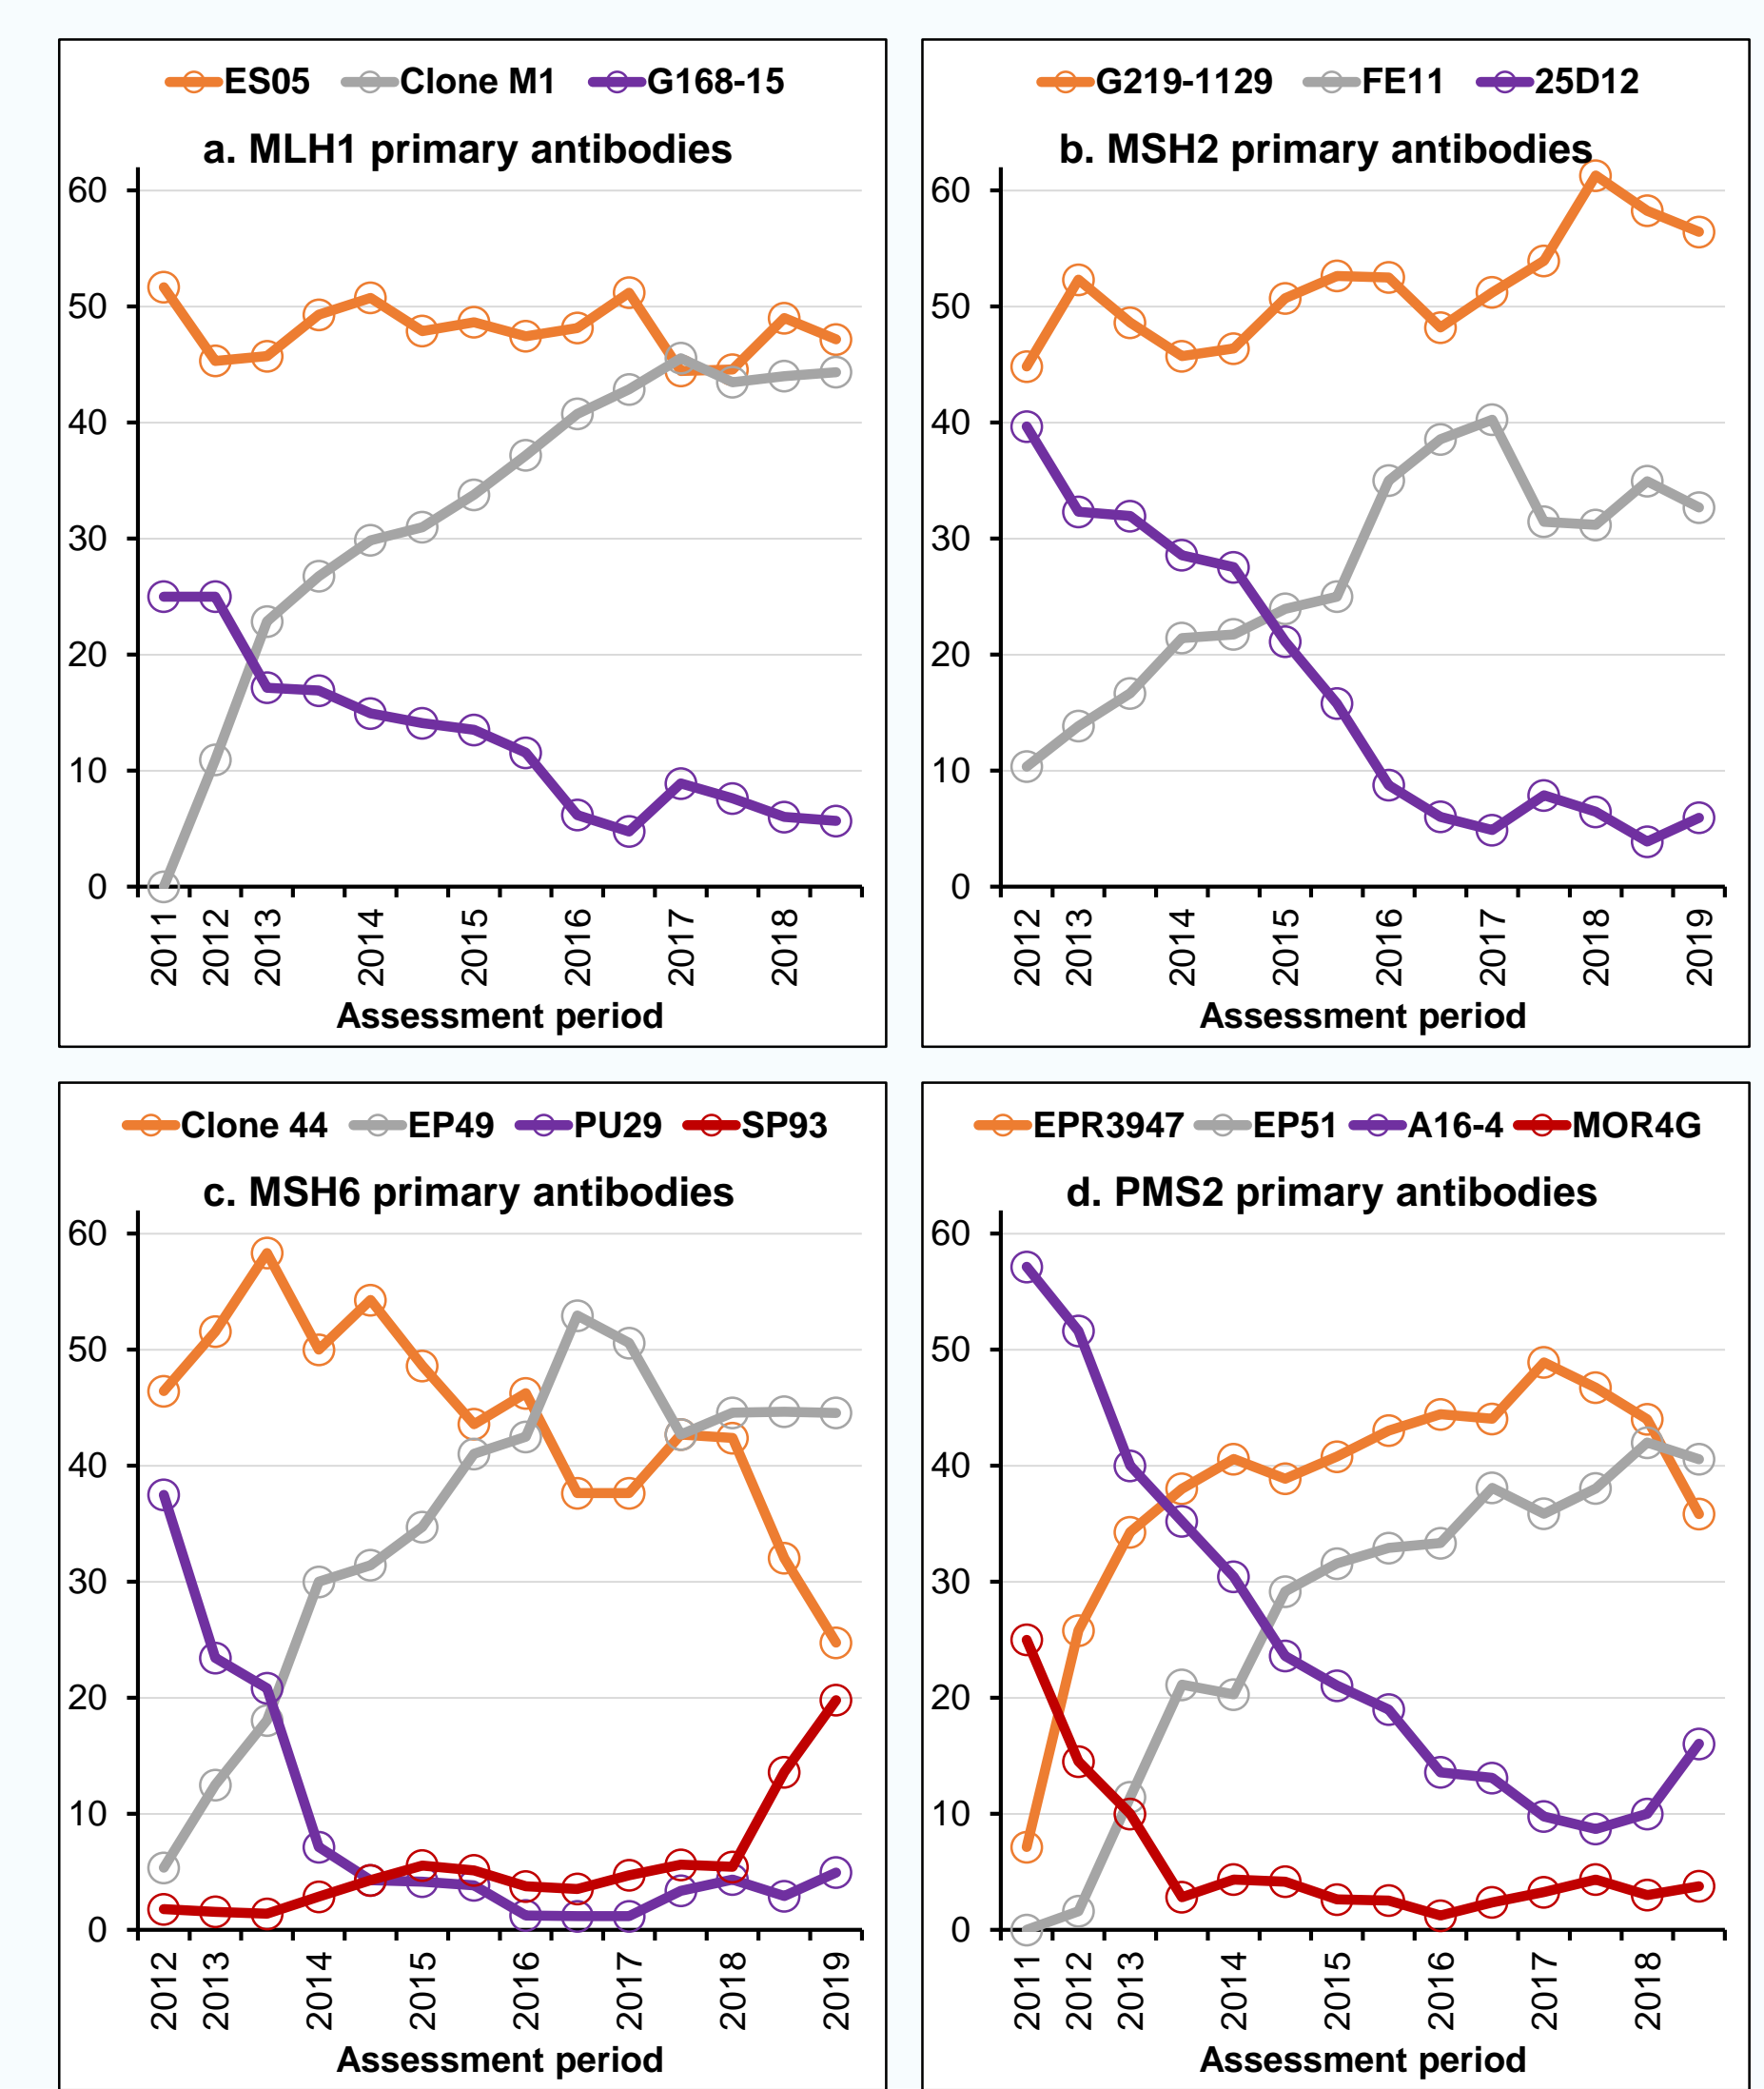 ES05 Clone M1 G168-15
a. MLH1 primary antibodies
60
50
40
30
20
10
0
2011 2012 2013 2014 2015 2016 2017 2018
Assessment period
G219-1129 FE11 25D12
b. MSH2 primary antibodies
60
50
40
30
20
10
0
2012 2013 2014 2015 2016 2017 2018 2019
Assessment period
Clone 44 EP49 PU29 SP93
c. MSH6 primary antibodies
60
50
40
30
20
10
0
2012 2013 2014 2015 2016 2017 2018 2019
Assessment period
EPR3947 EP51 A16-4 MOR4G
d. PMS2 primary antibodies
60
50
40
30
20
10
0
2011 2012 2013 2014 2015 2016 2017 2018
Assessment period